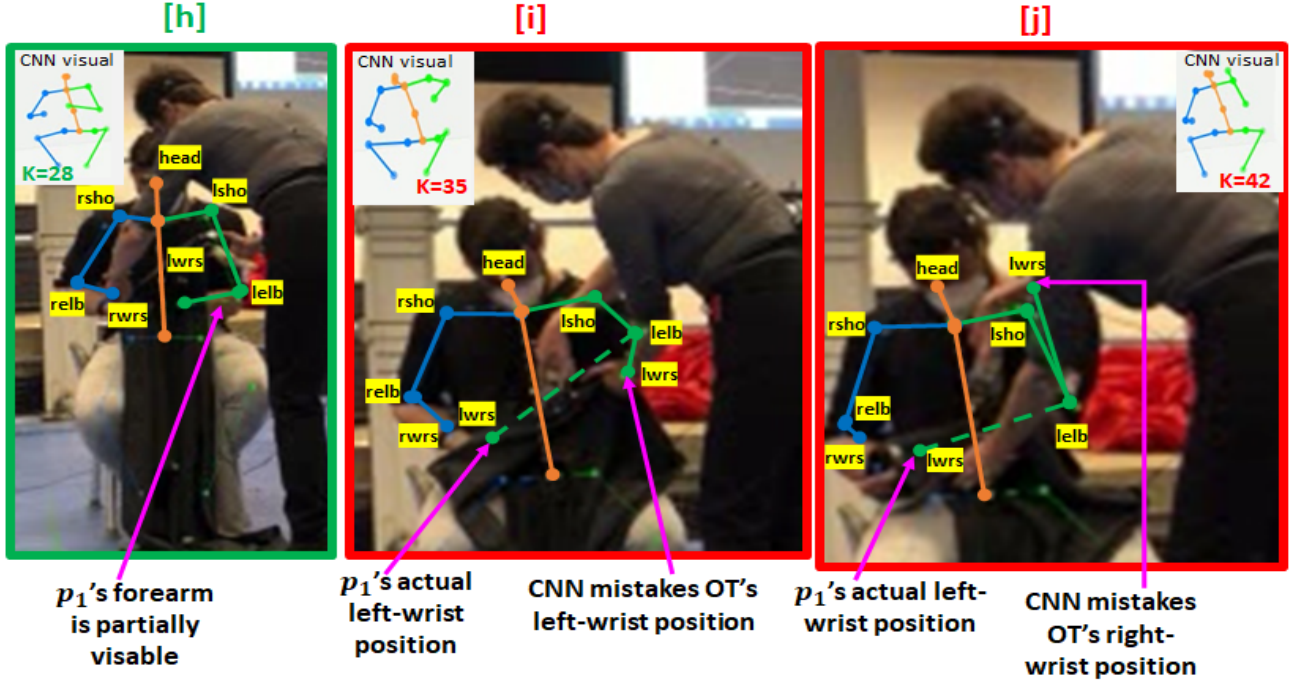 [h]
[i]
[j]
CNN visual
K=28
head
rsho
lsho
lwrs
relb
rwrs
lelb
CNN visual
K=35
head
rsho
lsho
lelb
lwrs
relb
lwrs
rwrs
CNN visual
K=42
head
lwrs
rsho
lsho
relb
lelb
rwrs
lwrs
p₁'s forearm
is partially
visable
p₁'s actual
left-wrist
position
CNN mistakes OT's
left-wrist position
p₁'s actual left-
wrist position
CNN mistakes
OT's right-
wrist position